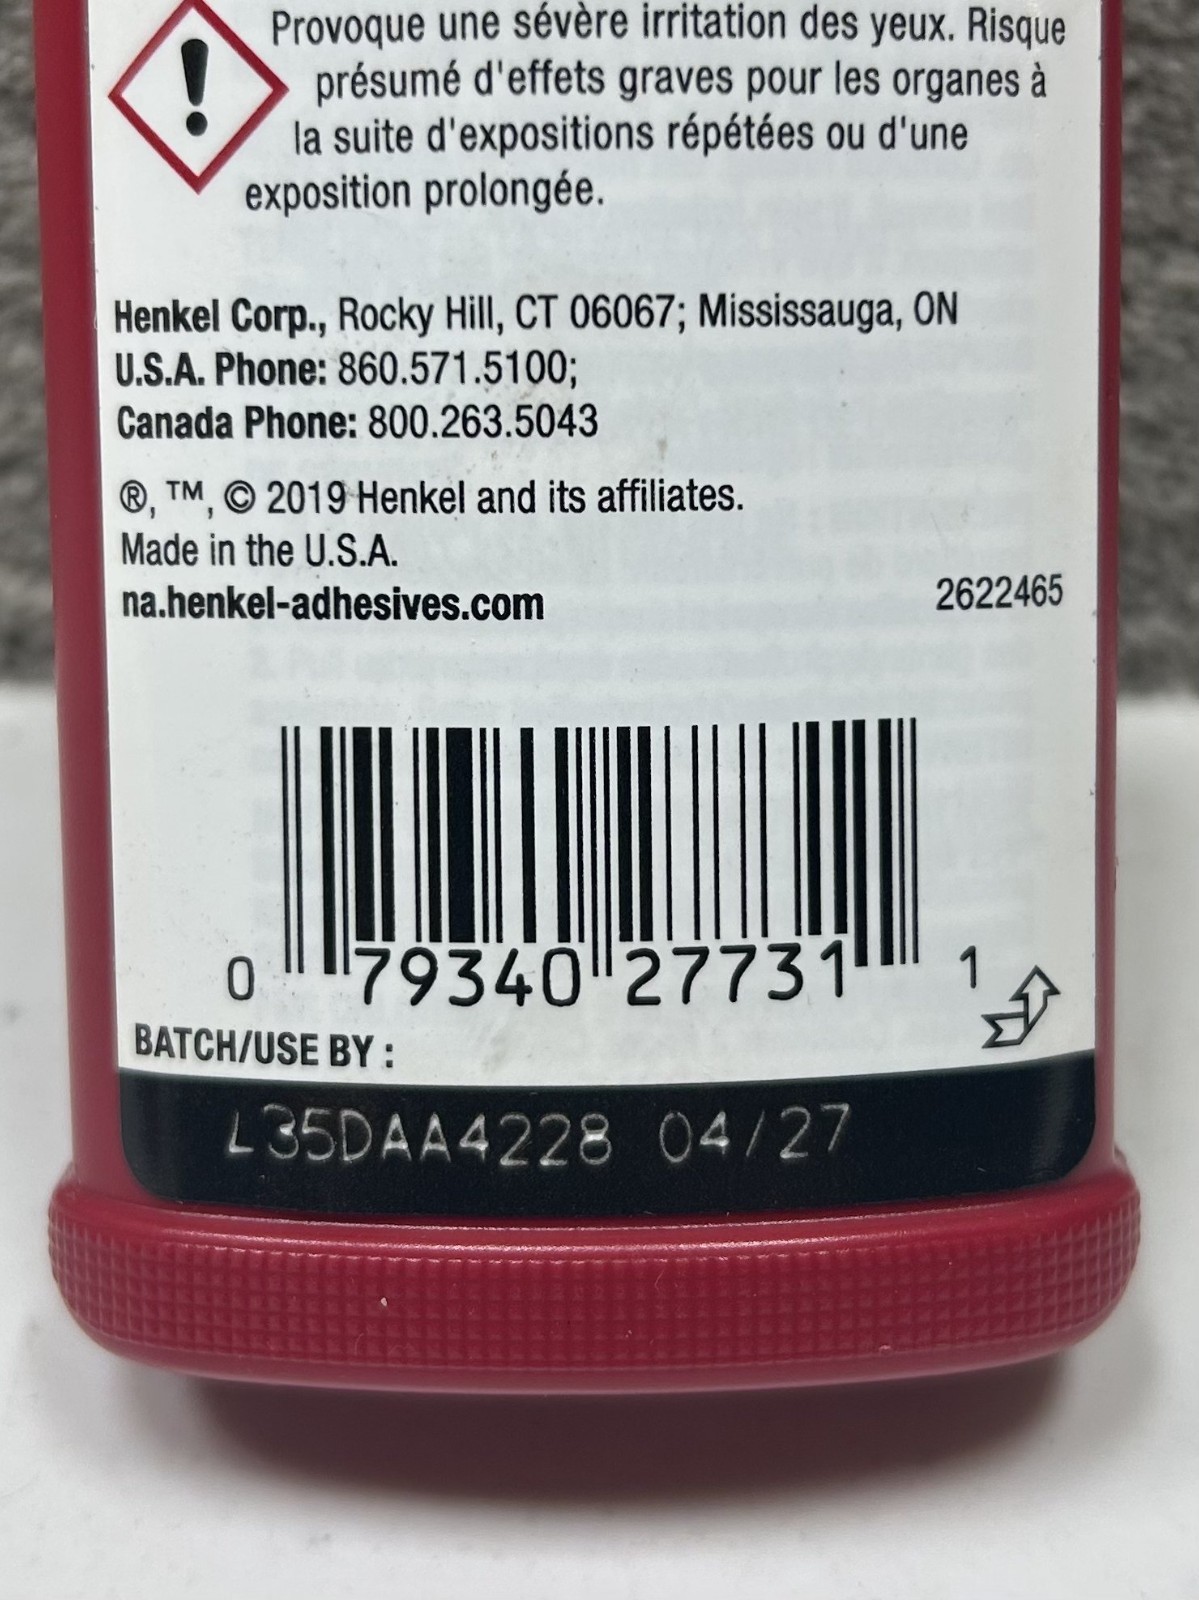 Provoque une sévère irritation des yeux. Risque
présumé d'effets graves pour les organes à
la suite d'expositions répétées ou d'une
exposition prolongée.
Henkel Corp., Rocky Hill, CT 06067; Mississauga, ON
U.S.A. Phone: 860.571.5100;
Canada Phone: 800.263.5043
®, ™, © 2019 Henkel and its affiliates.
Made in the U.S.A.
na.henkel-adhesives.com 2622465
0 79340 27731 1
BATCH/USE BY :
L35DAA4228 04/27